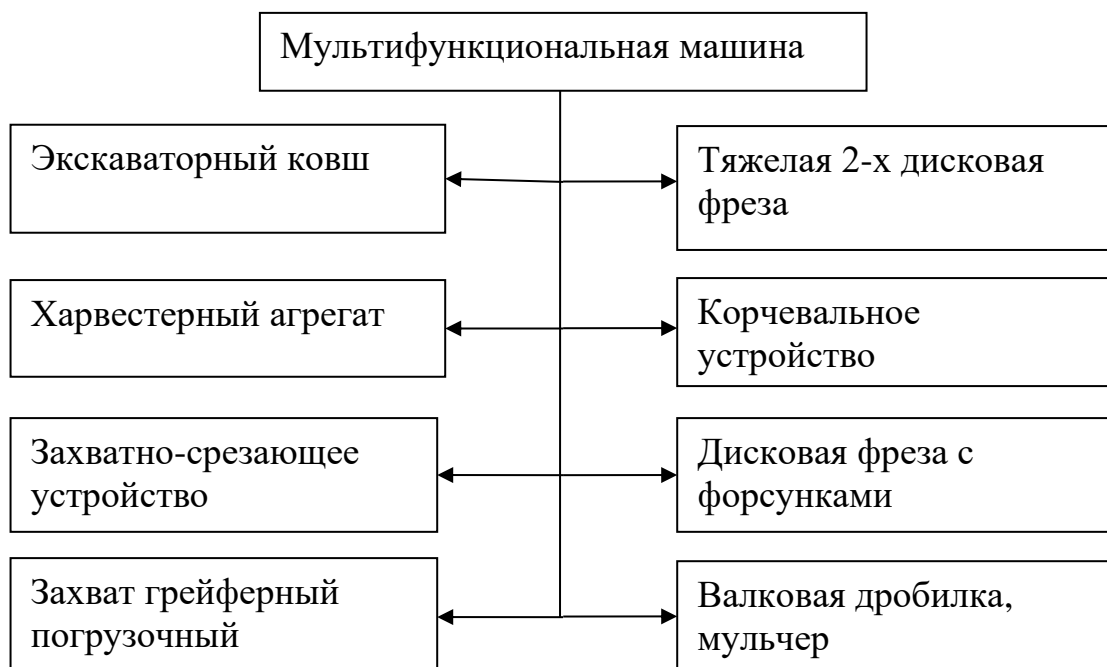 Мультифункциональная машина
Экскаваторный ковш
Тяжелая 2-х дисковая
фреза
Харвестерный агрегат
Корчевальное
устройство
Захватно-срезающее
устройство
Дисковая фреза с
форсунками
Захват грейферный
погрузочный
Валковая дробилка,
мульчер